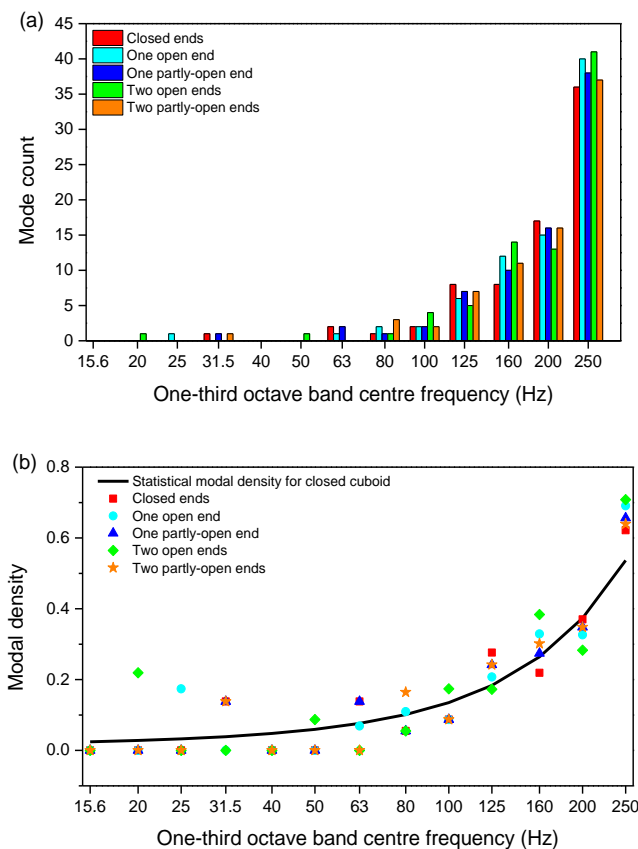 (a)
Closed ends
One open end
One partly-open end
Two open ends
Two partly-open ends
Mode count
45
40
35
30
25
20
15
10
5
0
15.6 20 25 31.5 40 50 63 80 100 125 160 200 250
One-third octave band centre frequency (Hz)
(b)
Statistical modal density for closed cuboid
Closed ends
One open end
One partly-open end
Two open ends
Two partly-open ends
Modal density
0.8
0.6
0.4
0.2
0.0
15.6 20 25 31.5 40 50 63 80 100 125 160 200 250
One-third octave band centre frequency (Hz)